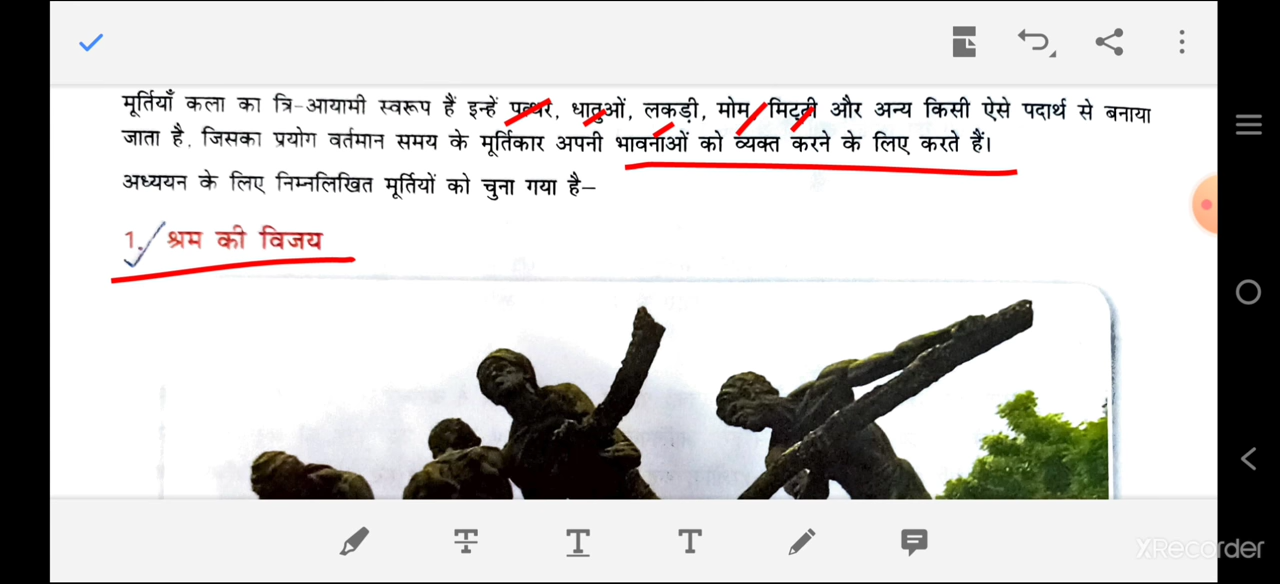 मूर्तियाँ कला का त्रि-आयामी स्वरूप हैं इन्हें पत्थर, धातुओं, लकड़ी, मोम, मिट्टी और अन्य किसी ऐसे पदार्थ से बनाया
जाता है, जिसका प्रयोग वर्तमान समय के मूर्तिकार अपनी भावनाओं को व्यक्त करने के लिए करते हैं।
अध्ययन के लिए निम्नलिखित मूर्तियों को चुना गया है–
1. श्रम की विजय
T T T
XRecorder